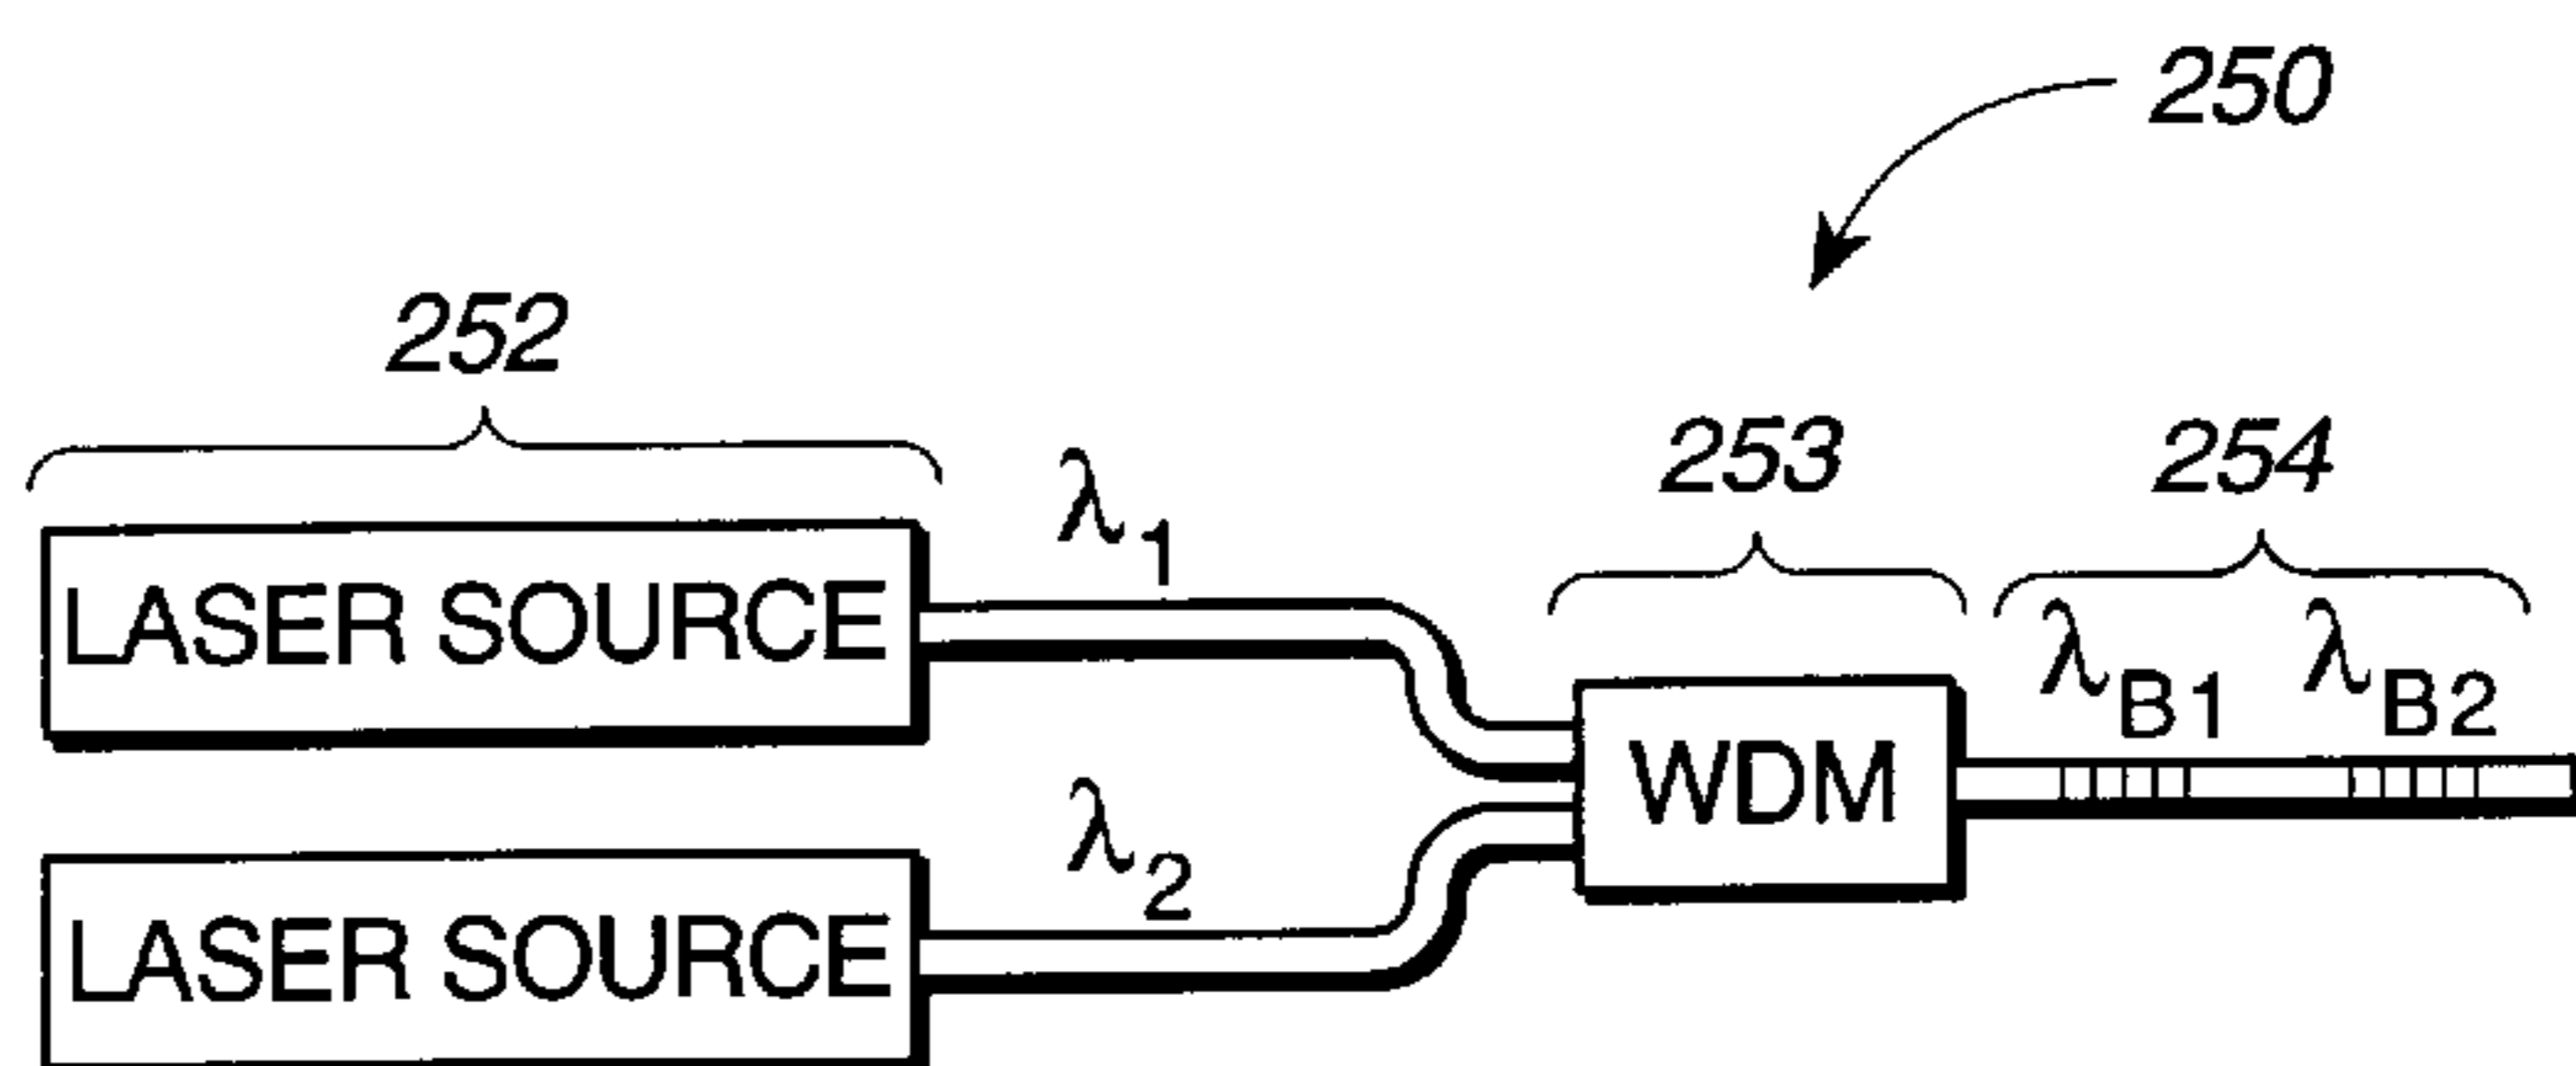 250
252
253
254
λ1
λB1
λB2
LASER SOURCE
WDM
λ2
LASER SOURCE